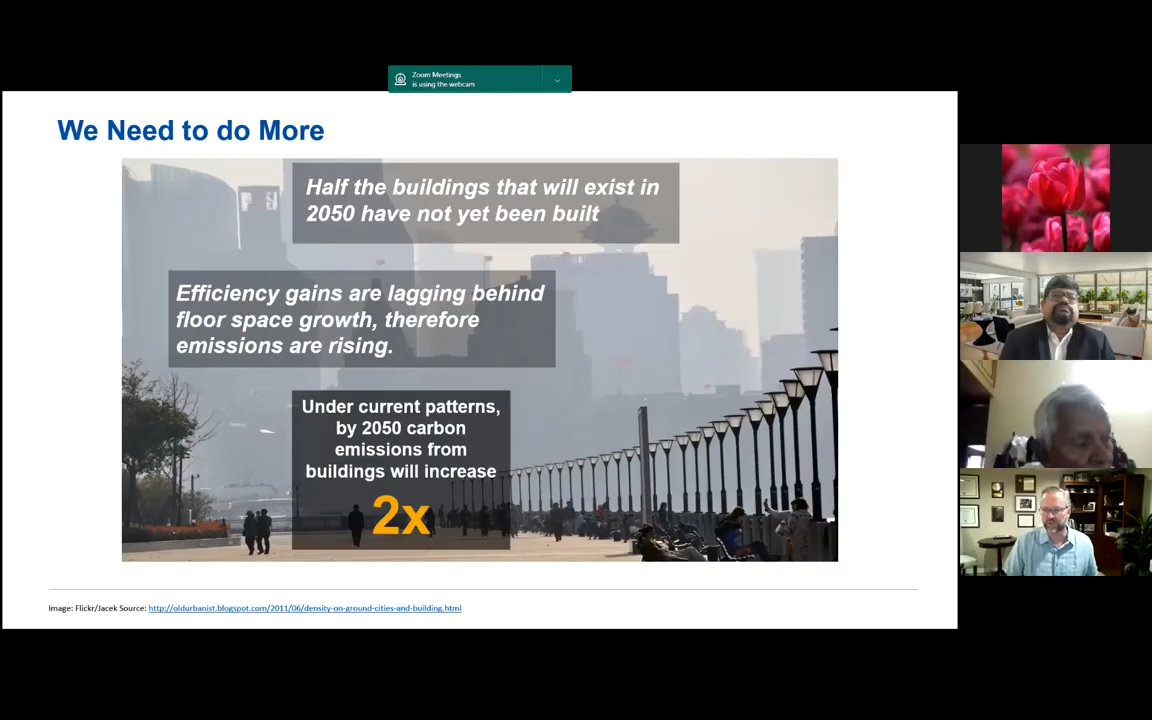 Zoom Meetings
is using the webcam
We Need to do More
Half the buildings that will exist in
2050 have not yet been built
Efficiency gains are lagging behind
floor space growth, therefore
emissions are rising.
Under current patterns,
by 2050 carbon
emissions from
buildings will increase
2x
Image: Flickr/Jacek Source: http://oldurbanist.blogspot.com/2011/06/density-on-ground-cities-and-building.html